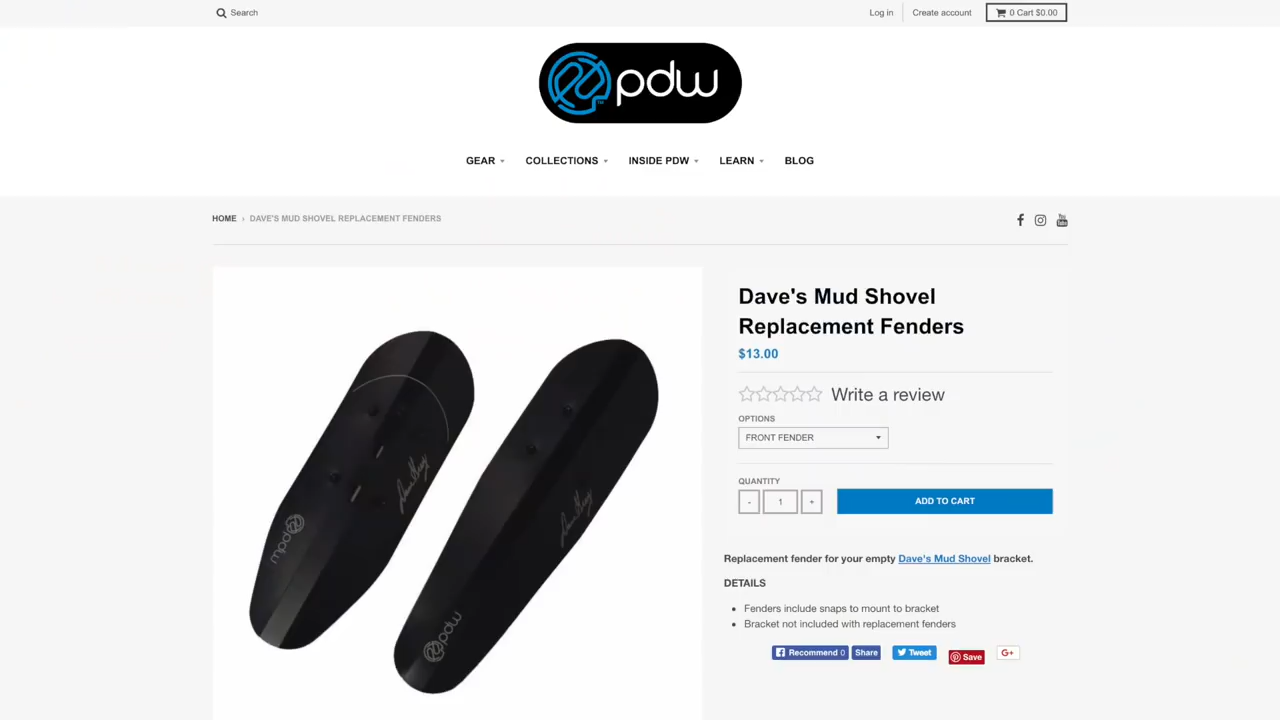 Search
Log in
Create account
0 Cart $0.00
pdw
GEAR
COLLECTIONS
INSIDE PDW
LEARN
BLOG
HOME › DAVE'S MUD SHOVEL REPLACEMENT FENDERS
Dave's Mud Shovel
Replacement Fenders
$13.00
Write a review
OPTIONS
FRONT FENDER
QUANTITY
- 1 +
ADD TO CART
Replacement fender for your empty Dave's Mud Shovel bracket.
DETAILS
• Fenders include snaps to mount to bracket
• Bracket not included with replacement fenders
Recommend 0
Share
Tweet
Save
G+
pdw
pdw